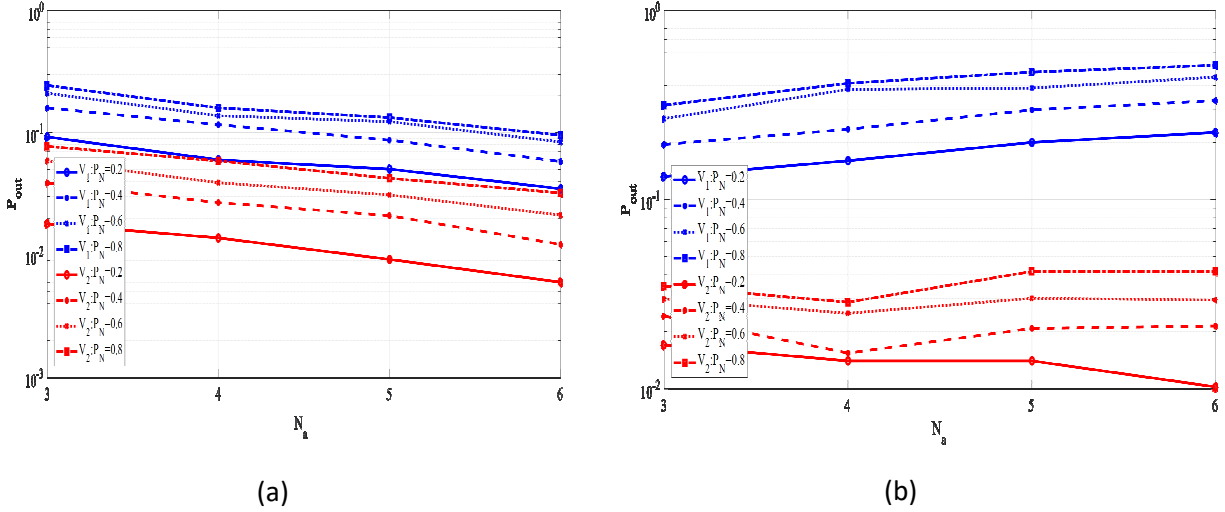 10^0
10^-1
10^-2
10^-3
P_out
3 4 5 6
N_a
V_1:P_N=0.2
V_1:P_N=0.4
V_1:P_N=0.6
V_1:P_N=0.8
V_2:P_N=0.2
V_2:P_N=0.4
V_2:P_N=0.6
V_2:P_N=0.8
(a)
10^0
10^-1
10^-2
P_out
3 4 5 6
N_a
V_1:P_N=0.2
V_1:P_N=0.4
V_1:P_N=0.6
V_1:P_N=0.8
V_2:P_N=0.2
V_2:P_N=0.4
V_2:P_N=0.6
V_2:P_N=0.8
(b)